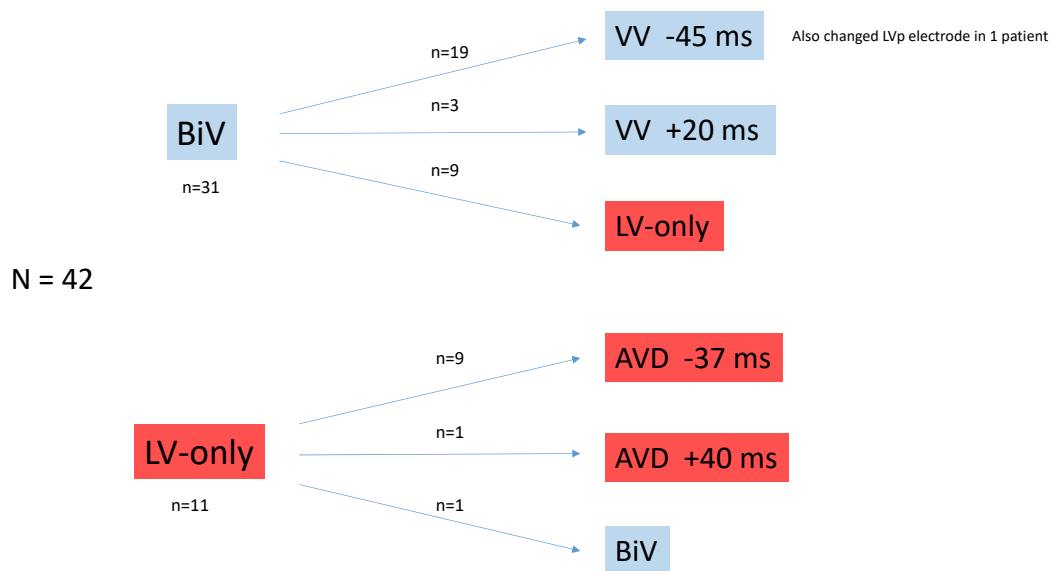 VV -45 ms
Also changed LVp electrode in 1 patient
n=19
BiV
n=31
n=3
VV +20 ms
n=9
LV-only
N = 42
LV-only
n=11
n=9
AVD -37 ms
n=1
AVD +40 ms
n=1
BiV